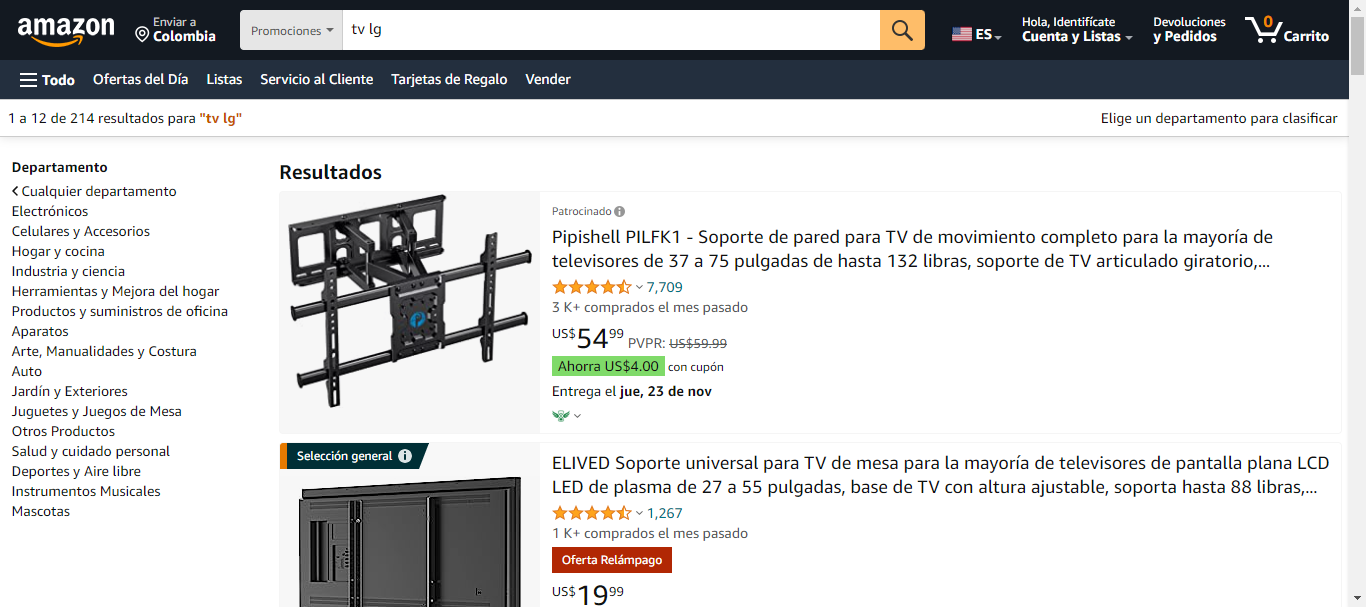 amazon
Enviar a
Colombia
Promociones
tv lg
ES
Hola, Identifícate
Cuenta y Listas
Devoluciones
y Pedidos
0
Carrito
Todo
Ofertas del Día
Listas
Servicio al Cliente
Tarjetas de Regalo
Vender
1 a 12 de 214 resultados para "tv lg"
Elige un departamento para clasificar
Departamento
Cualquier departamento
Electrónicos
Celulares y Accesorios
Hogar y cocina
Industria y ciencia
Herramientas y Mejora del hogar
Productos y suministros de oficina
Aparatos
Arte, Manualidades y Costura
Auto
Jardín y Exteriores
Juguetes y Juegos de Mesa
Otros Productos
Salud y cuidado personal
Deportes y Aire libre
Instrumentos Musicales
Mascotas
Resultados
Patrocinado
Pipishell PILFK1 - Soporte de pared para TV de movimiento completo para la mayoría de
televisores de 37 a 75 pulgadas de hasta 132 libras, soporte de TV articulado giratorio,...
7,709
3 K+ comprados el mes pasado
US$54.99 PVPR: US$59.99
Ahorra US$4.00 con cupón
Entrega el jue, 23 de nov
Selección general
ELIVED Soporte universal para TV de mesa para la mayoría de televisores de pantalla plana LCD
LED de plasma de 27 a 55 pulgadas, base de TV con altura ajustable, soporta hasta 88 libras,...
1,267
1 K+ comprados el mes pasado
Oferta Relámpago
US$19.99